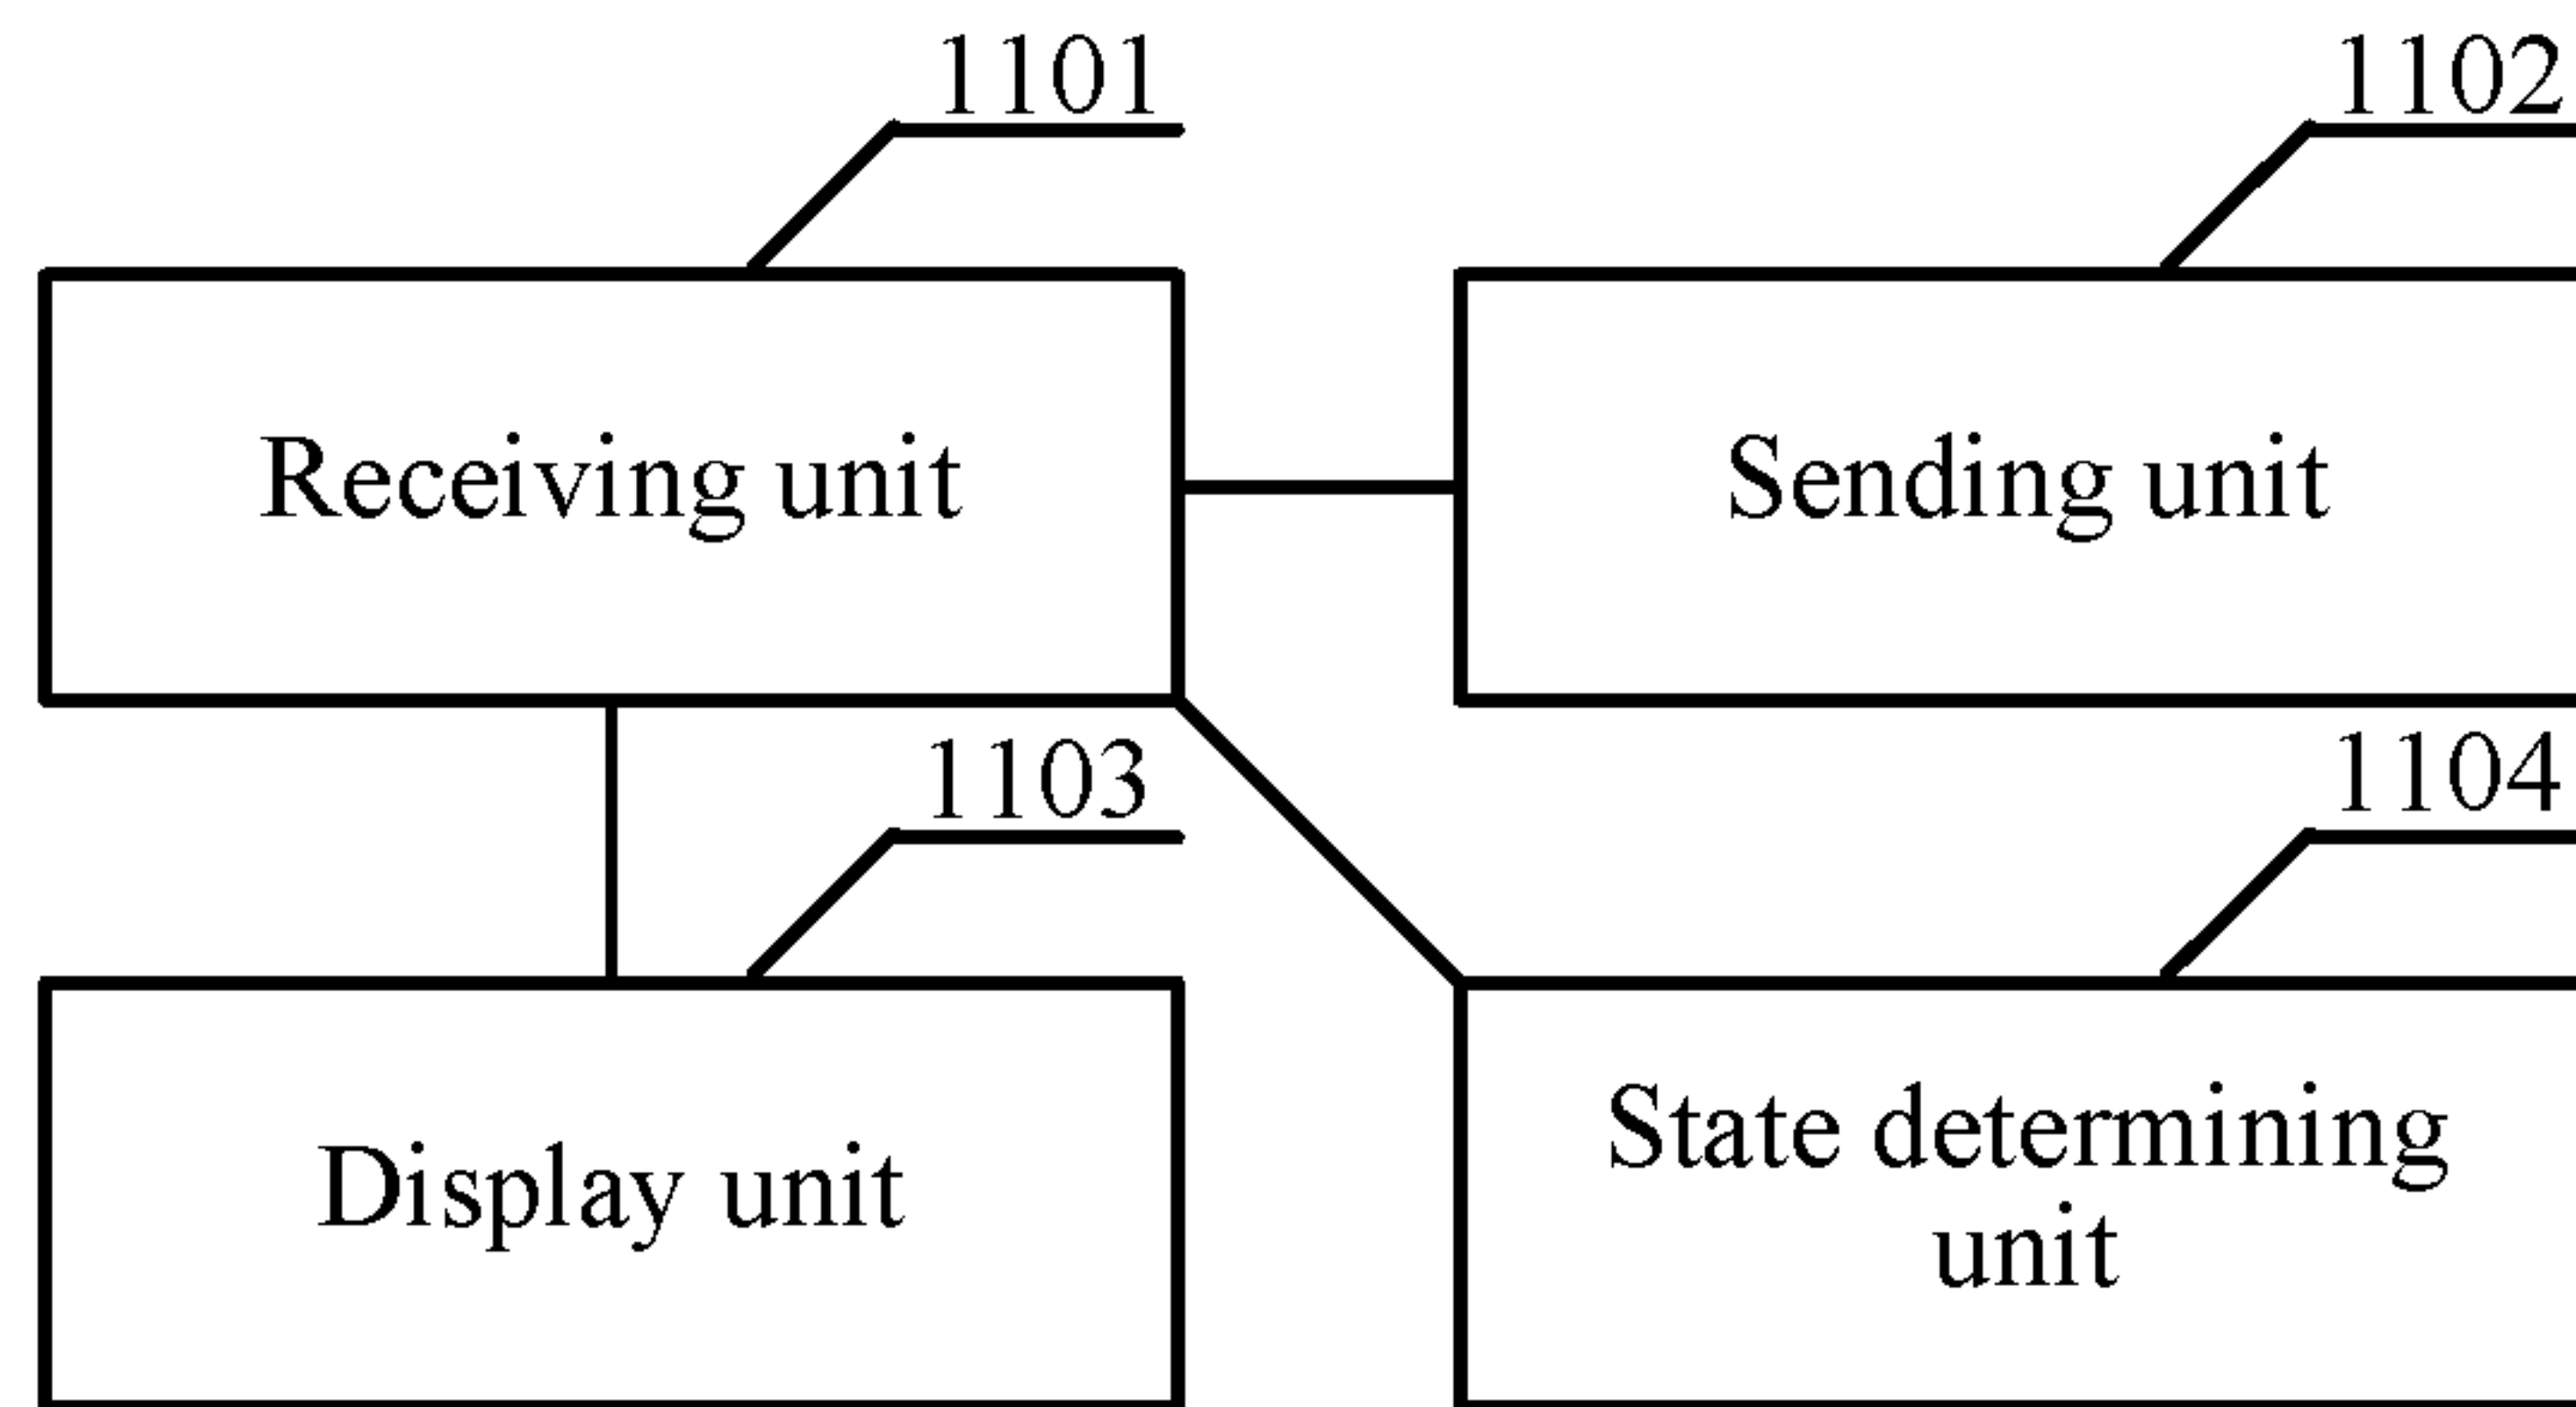 1101
1102
Receiving unit
Sending unit
1103
1104
Display unit
State determining
unit